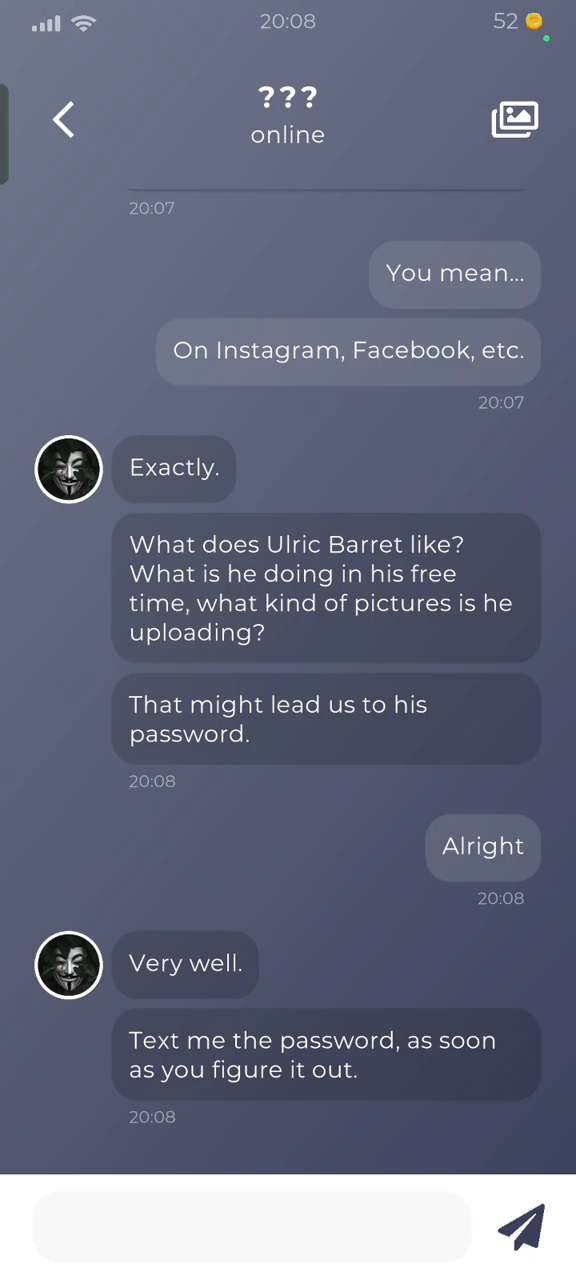 20:08
52
???
online
20:07
You mean...
On Instagram, Facebook, etc.
20:07
Exactly.
What does Ulric Barret like?
What is he doing in his free
time, what kind of pictures is he
uploading?
That might lead us to his
password.
20:08
Alright
20:08
Very well.
Text me the password, as soon
as you figure it out.
20:08